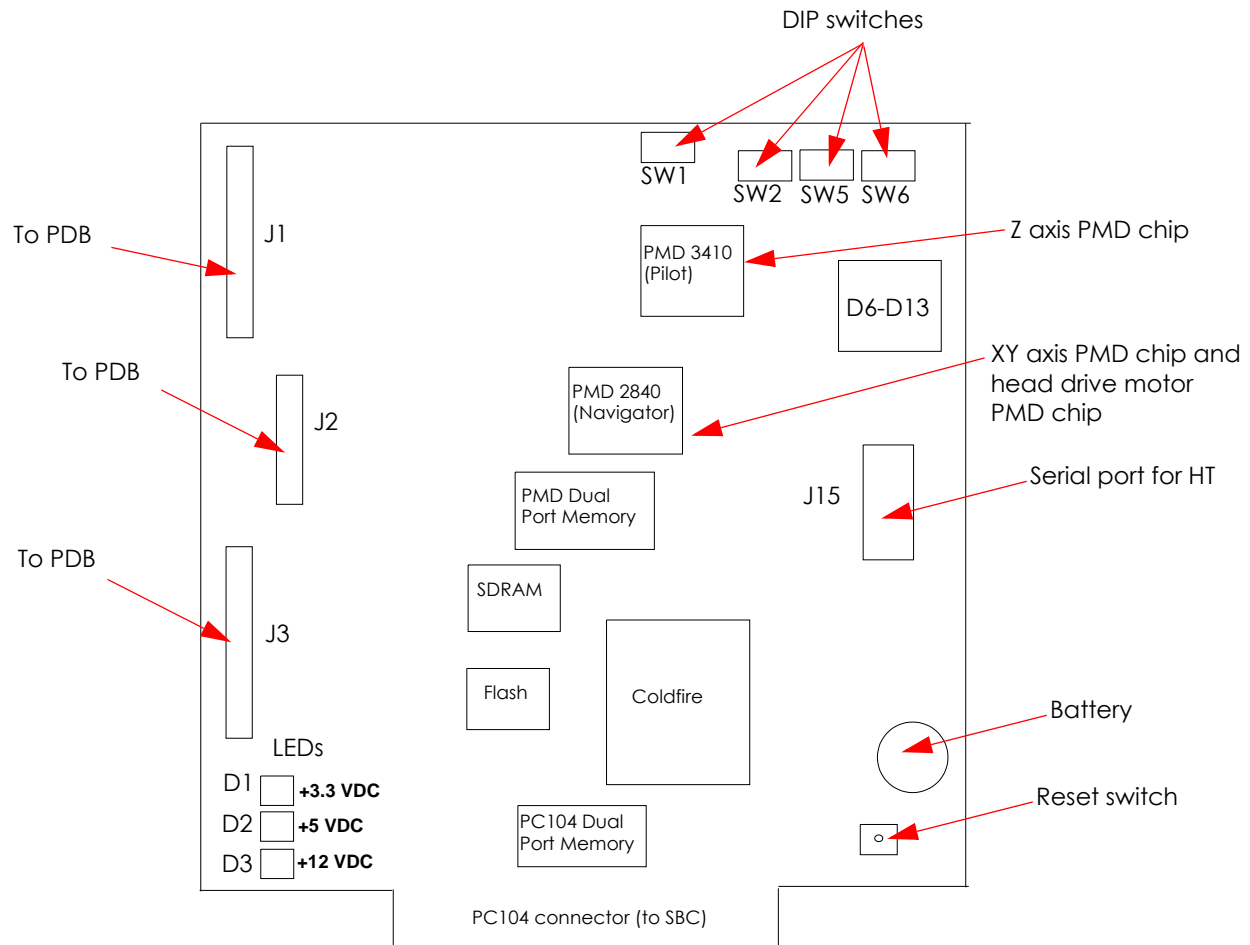 DIP switches
SW1
SW2
SW5
SW6
To PDB
J1
PMD 3410
(Pilot)
Z axis PMD chip
D6-D13
To PDB
J2
PMD 2840
(Navigator)
XY axis PMD chip and
head drive motor
PMD chip
PMD Dual
Port Memory
J15
Serial port for HT
To PDB
J3
SDRAM
Flash
Coldfire
Battery
LEDs
D1
+3.3 VDC
D2
+5 VDC
D3
+12 VDC
PC104 Dual
Port Memory
Reset switch
PC104 connector (to SBC)